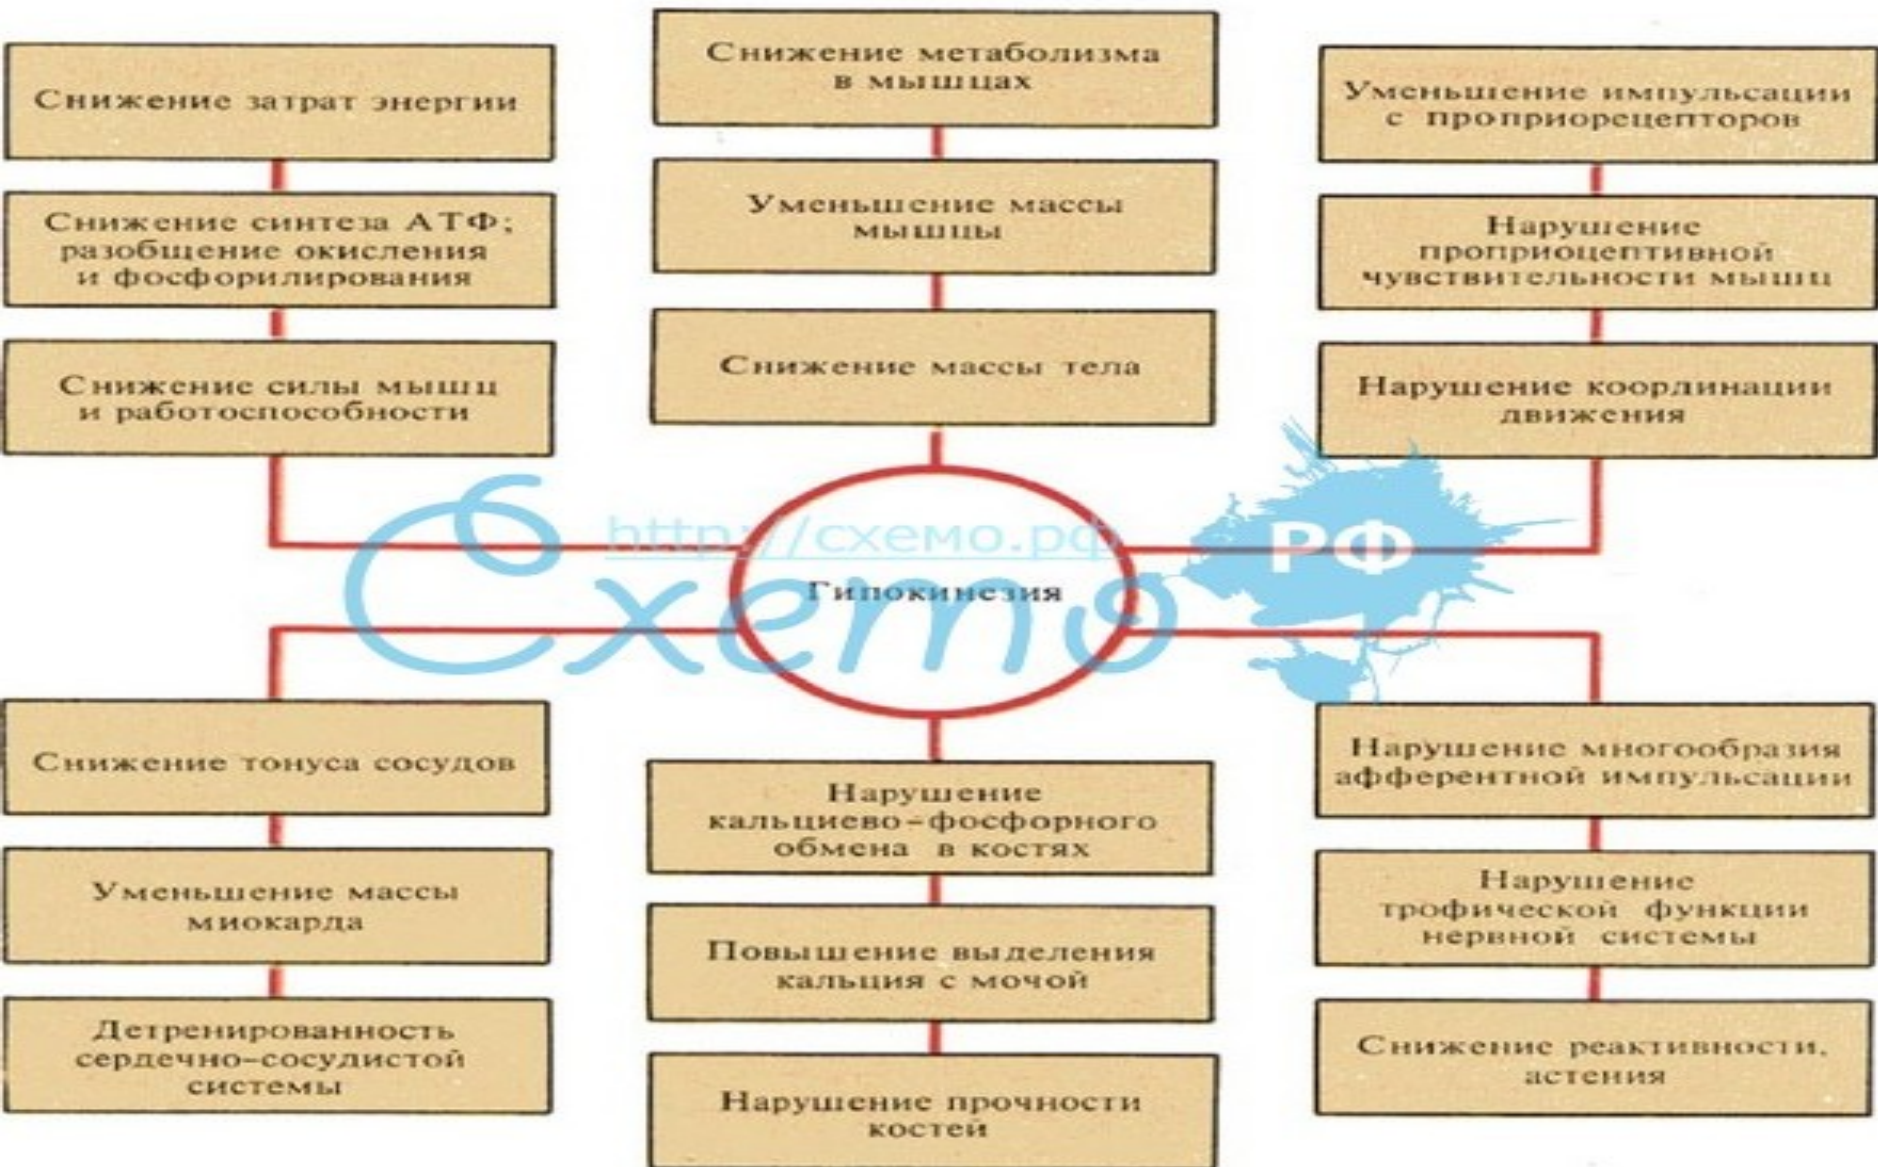 Снижение затрат энергии
Снижение синтеза АТФ;
разобщение окисления
и фосфорилирования
Снижение силы мышц
и работоспособности
Снижение метаболизма
в мышцах
Уменьшение массы
мышцы
Снижение массы тела
Уменьшение импульсации
с проприорецепторов
Нарушение
проприоцептивной
чувствительности мышц
Нарушение координации
движения
http://схемо.рф
Схемо
РФ
Гипокинезия
Снижение тонуса сосудов
Уменьшение массы
миокарда
Детренированность
сердечно-сосудистой
системы
Нарушение
кальциево-фосфорного
обмена в костях
Повышение выделения
кальция с мочой
Нарушение прочности
костей
Нарушение многообразия
афферентной импульсации
Нарушение
трофической функции
нервной системы
Снижение реактивности,
астения